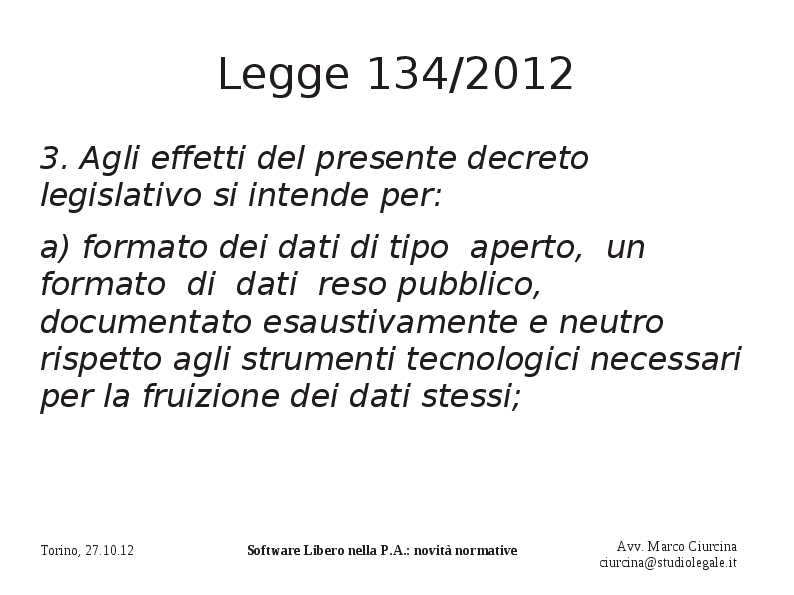 Legge 134/2012
3. Agli effetti del presente decreto
legislativo si intende per:
a) formato dei dati di tipo  aperto,  un
formato  di  dati  reso pubblico,
documentato esaustivamente e neutro
rispetto agli strumenti tecnologici necessari
per la fruizione dei dati stessi;
Torino, 27.10.12
Software Libero nella P.A.: novità normative
Avv. Marco Ciurcina
ciurcina@studiolegale.it